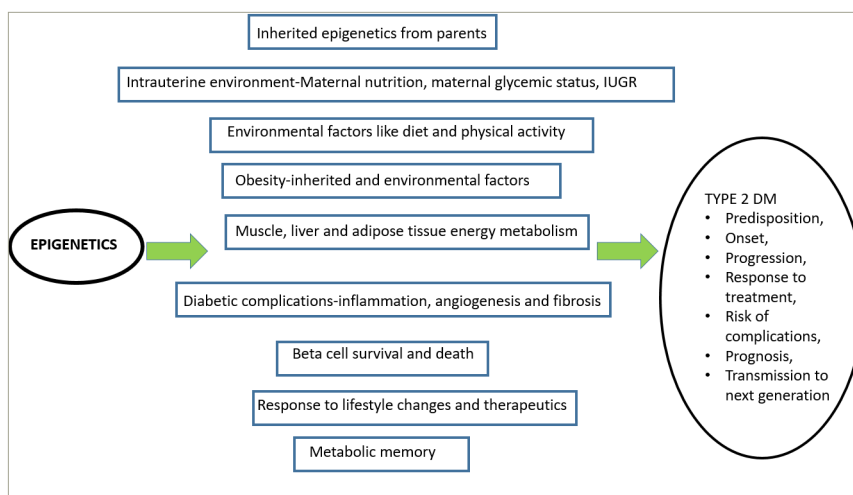 Inherited epigenetics from parents
Intrauterine environment-Maternal nutrition, maternal glycemic status, IUGR
Environmental factors like diet and physical activity
Obesity-inherited and environmental factors
EPIGENETICS
Muscle, liver and adipose tissue energy metabolism
Diabetic complications-inflammation, angiogenesis and fibrosis
Beta cell survival and death
Response to lifestyle changes and therapeutics
Metabolic memory
TYPE 2 DM
• Predisposition,
• Onset,
• Progression,
• Response to
treatment,
• Risk of
complications,
• Prognosis,
• Transmission to
next generation